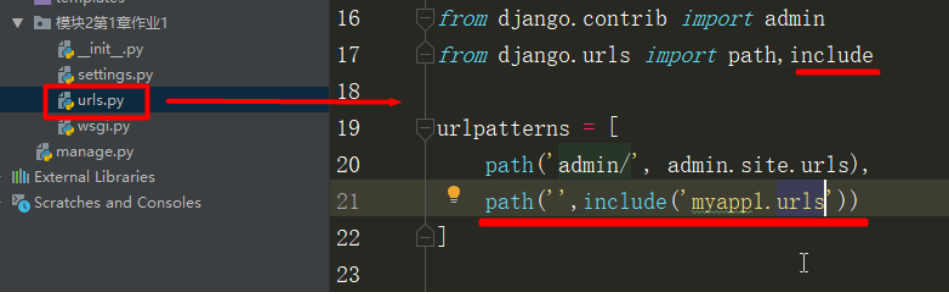 templates
模块2第1章作业1
__init__.py
settings.py
urls.py
wsgi.py
manage.py
External Libraries
Scratches and Consoles
16 from django.contrib import admin
17 from django.urls import path,include
18
19 urlpatterns = [
20 path('admin/', admin.site.urls),
21 path('',include('myapp1.urls'))
22 ]
23